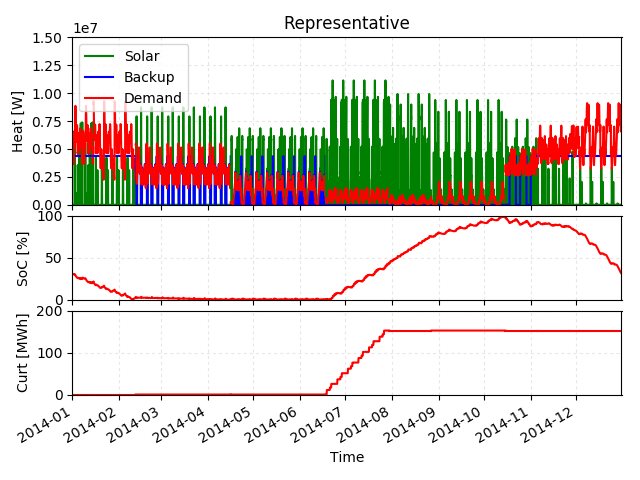 Representative
1e7
1.50
1.25
1.00
0.75
0.50
0.25
0.00
Heat [W]
Solar
Backup
Demand
100
50
0
SoC [%]
200
100
0
Curt [MWh]
2014-01
2014-02
2014-03
2014-04
2014-05
2014-06
2014-07
2014-08
2014-09
2014-10
2014-11
2014-12
Time